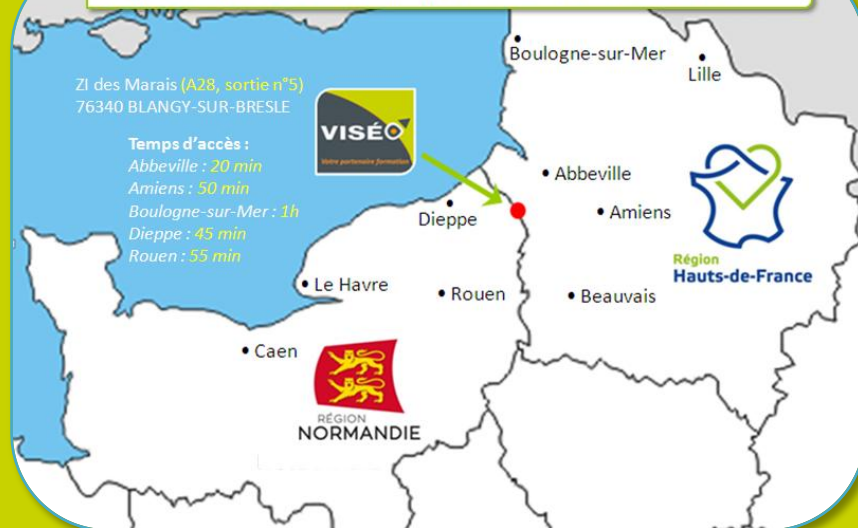 ZI des Marais (A28, sortie n°5)
76340 BLANGY-SUR-BRESLE
Temps d'accès :
Abbeville : 20 min
Amiens : 50 min
Boulogne-sur-Mer : 1h
Dieppe : 45 min
Rouen : 55 min
VISÉO
Votre partenaire formation
Boulogne-sur-Mer
Lille
Abbeville
Dieppe
Amiens
Région
Hauts-de-France
Le Havre
Rouen
Beauvais
Caen
RÉGION
NORMANDIE